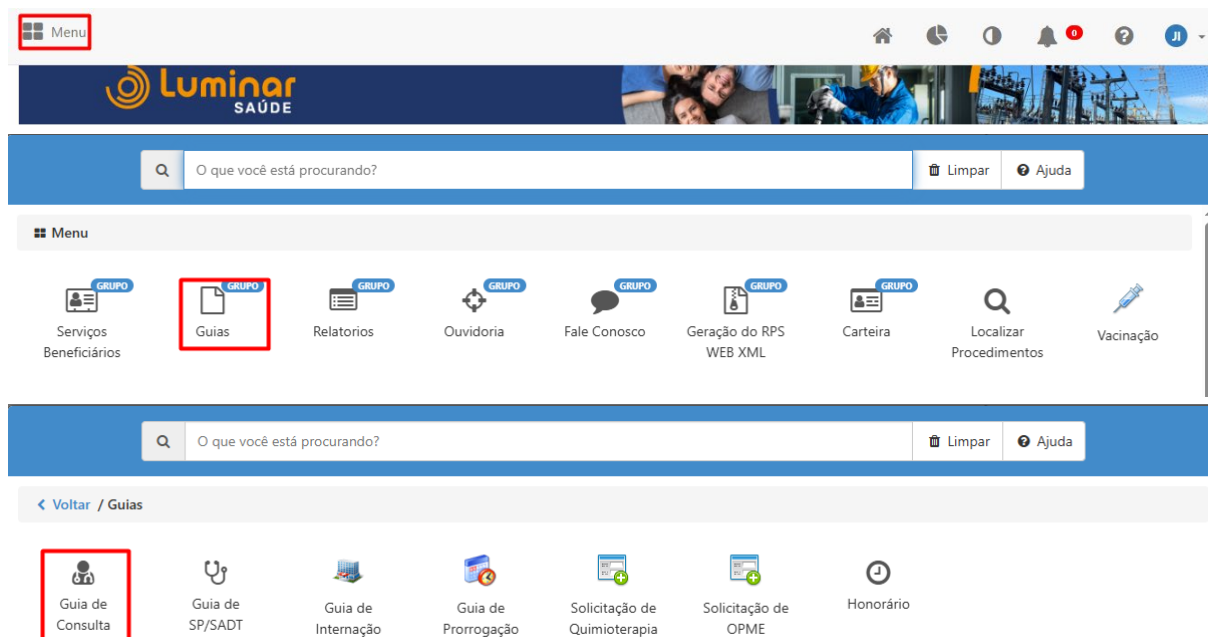 Menu
0
JI
Luminar
SAÚDE
O que você está procurando?
Limpar
Ajuda
Menu
GRUPO
GRUPO
GRUPO
GRUPO
GRUPO
GRUPO
GRUPO
Serviços
Beneficiários
Guias
Relatorios
Ouvidoria
Fale Conosco
Geração do RPS
WEB XML
Carteira
Localizar
Procedimentos
Vacinação
O que você está procurando?
Limpar
Ajuda
Voltar / Guias
Guia de
Consulta
Guia de
SP/SADT
Guia de
Internação
Guia de
Prorrogação
Solicitação de
Quimioterapia
Solicitação de
OPME
Honorário